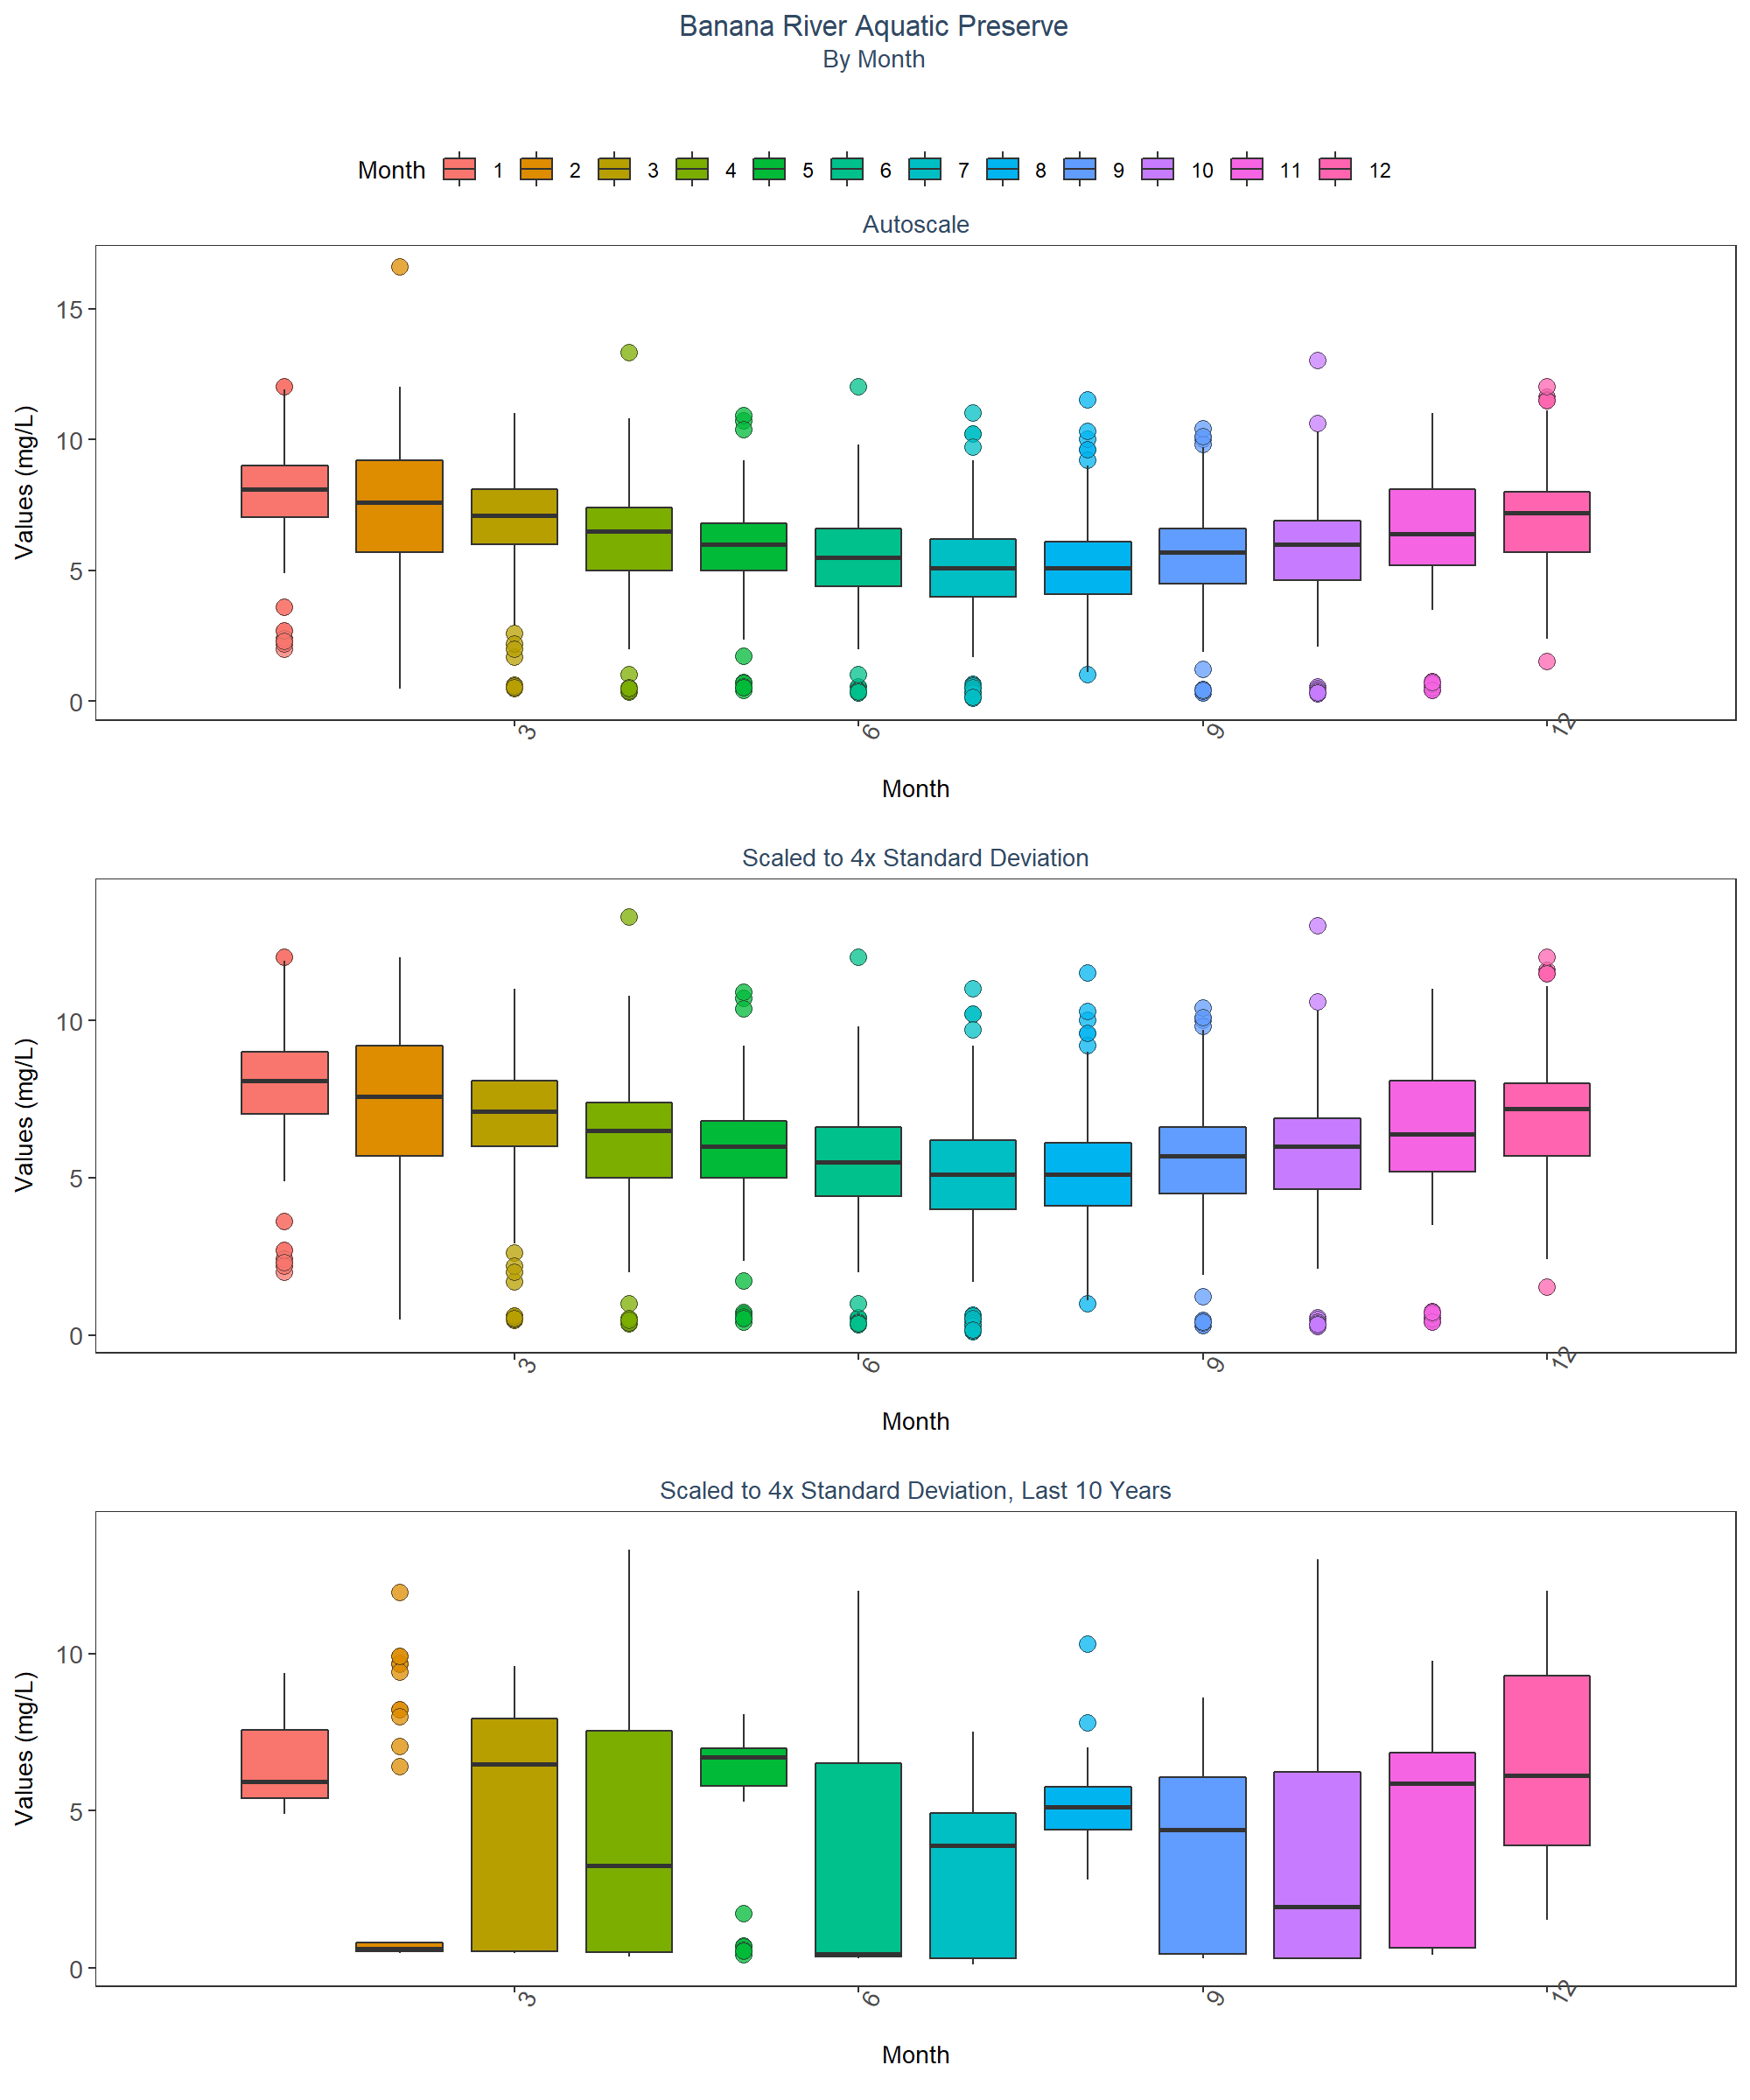 Banana River Aquatic Preserve
By Month
Month 1 2 3 4 5 6 7 8 9 10 11 12
Autoscale
Values (mg/L)
15
10
5
0
3 6 9 12
Month
Scaled to 4x Standard Deviation
Values (mg/L)
10
5
0
3 6 9 12
Month
Scaled to 4x Standard Deviation, Last 10 Years
Values (mg/L)
10
5
0
3 6 9 12
Month